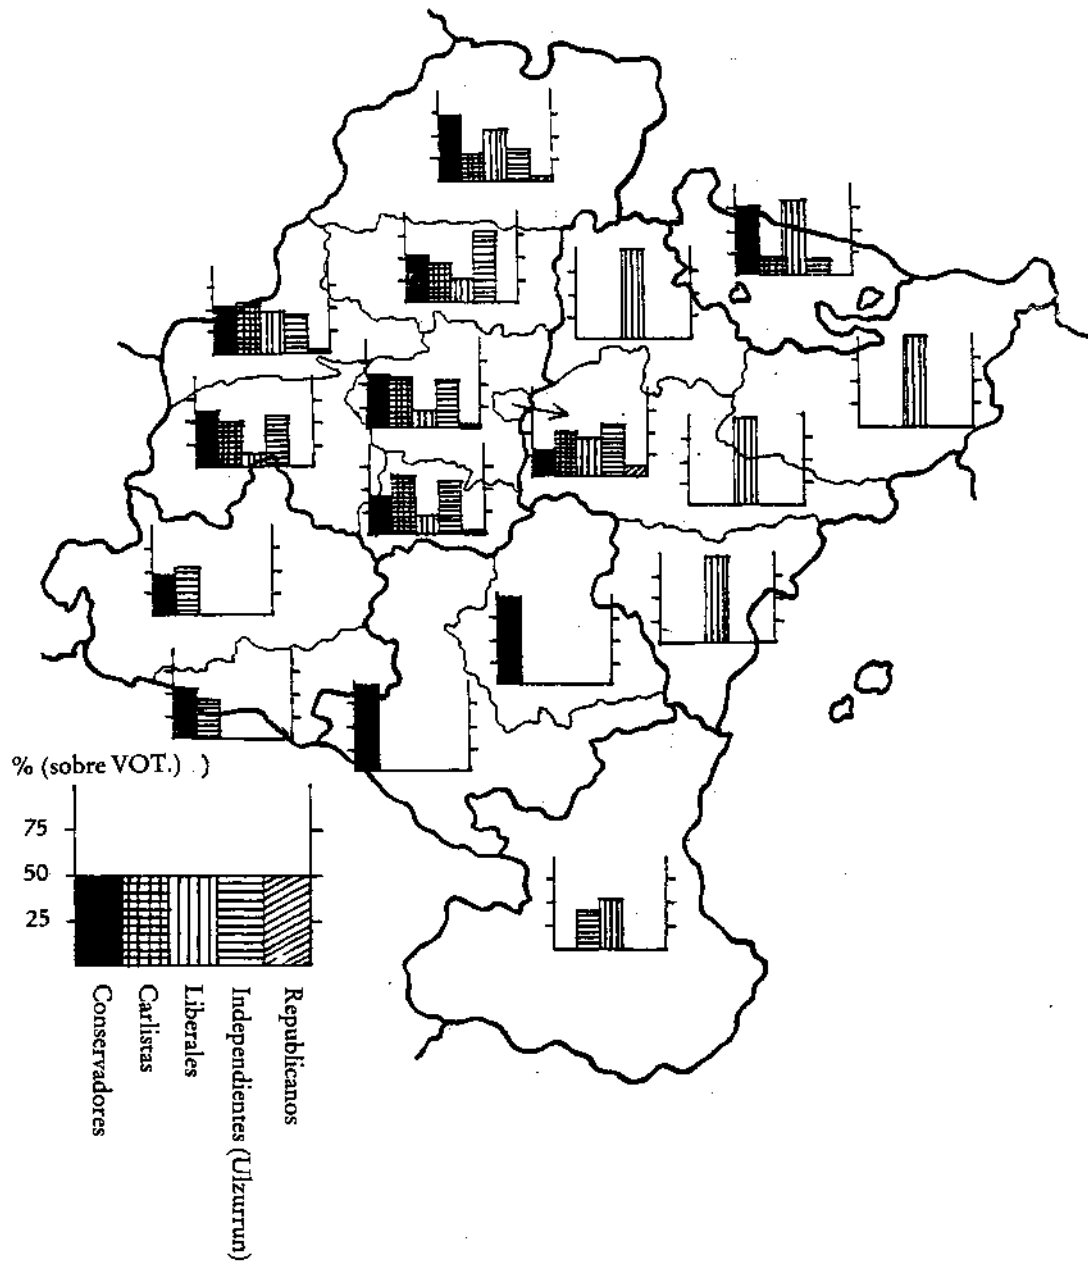 % (sobre VOT.) )
75
50
25
Conservadores
Carlistas
Liberales
Independientes (Ulzurrun)
Republicanos